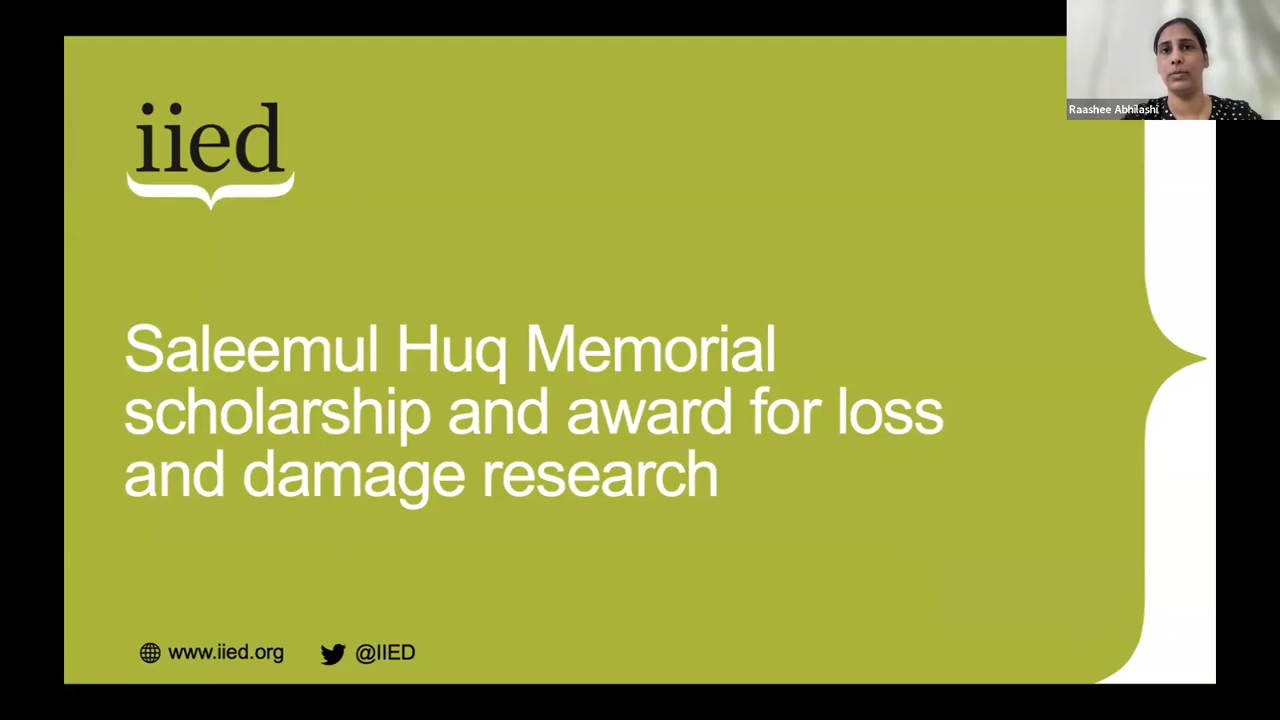 iied
Raashee Abhilashi
Saleemul Huq Memorial
scholarship and award for loss
and damage research
www.iied.org
@IIED